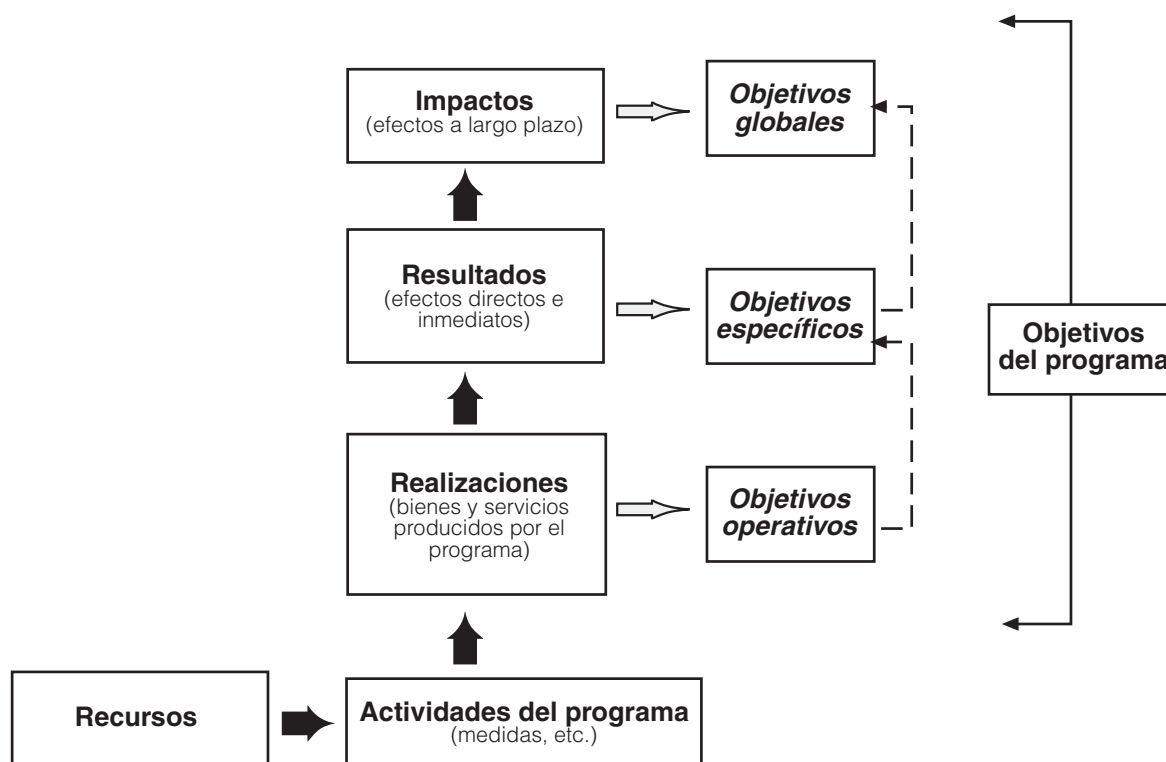 Impactos
(efectos a largo plazo)
Objetivos
globales
Resultados
(efectos directos e
inmediatos)
Objetivos
específicos
Objetivos
del programa
Realizaciones
(bienes y servicios
producidos por el
programa)
Objetivos
operativos
Recursos
Actividades del programa
(medidas, etc.)